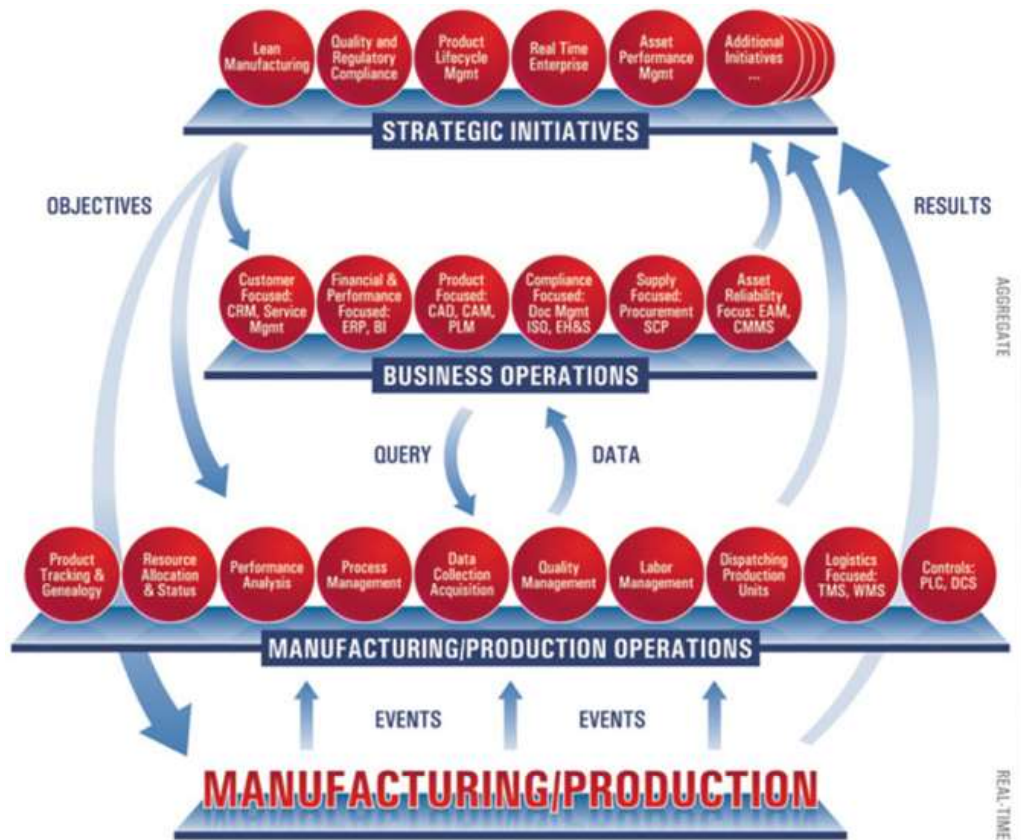 Lean
Manufacturing
Quality and
Regulatory
Compliance
Product
Lifecycle
Mgmt
Real Time
Enterprise
Asset
Performance
Mgmt
Additional
Initiatives
...
STRATEGIC INITIATIVES
OBJECTIVES
RESULTS
AGGREGATE
Customer
Focused:
CRM, Service
Mgmt
Financial &
Performance
Focused:
ERP, BI
Product
Focused:
CAD, CAM,
PLM
Compliance
Focused:
Doc Mgmt
ISO, EH&S
Supply
Focused:
Procurement
SCP
Asset
Reliability
Focus: EAM,
CMMS
BUSINESS OPERATIONS
QUERY
DATA
Product
Tracking &
Genealogy
Resource
Allocation
& Status
Performance
Analysis
Process
Management
Data
Collection
Acquisition
Quality
Management
Labor
Management
Dispatching
Production
Units
Logistics
Focused:
TMS, WMS
Controls:
PLC, DCS
MANUFACTURING/PRODUCTION OPERATIONS
EVENTS
EVENTS
MANUFACTURING/PRODUCTION
REAL-TIME